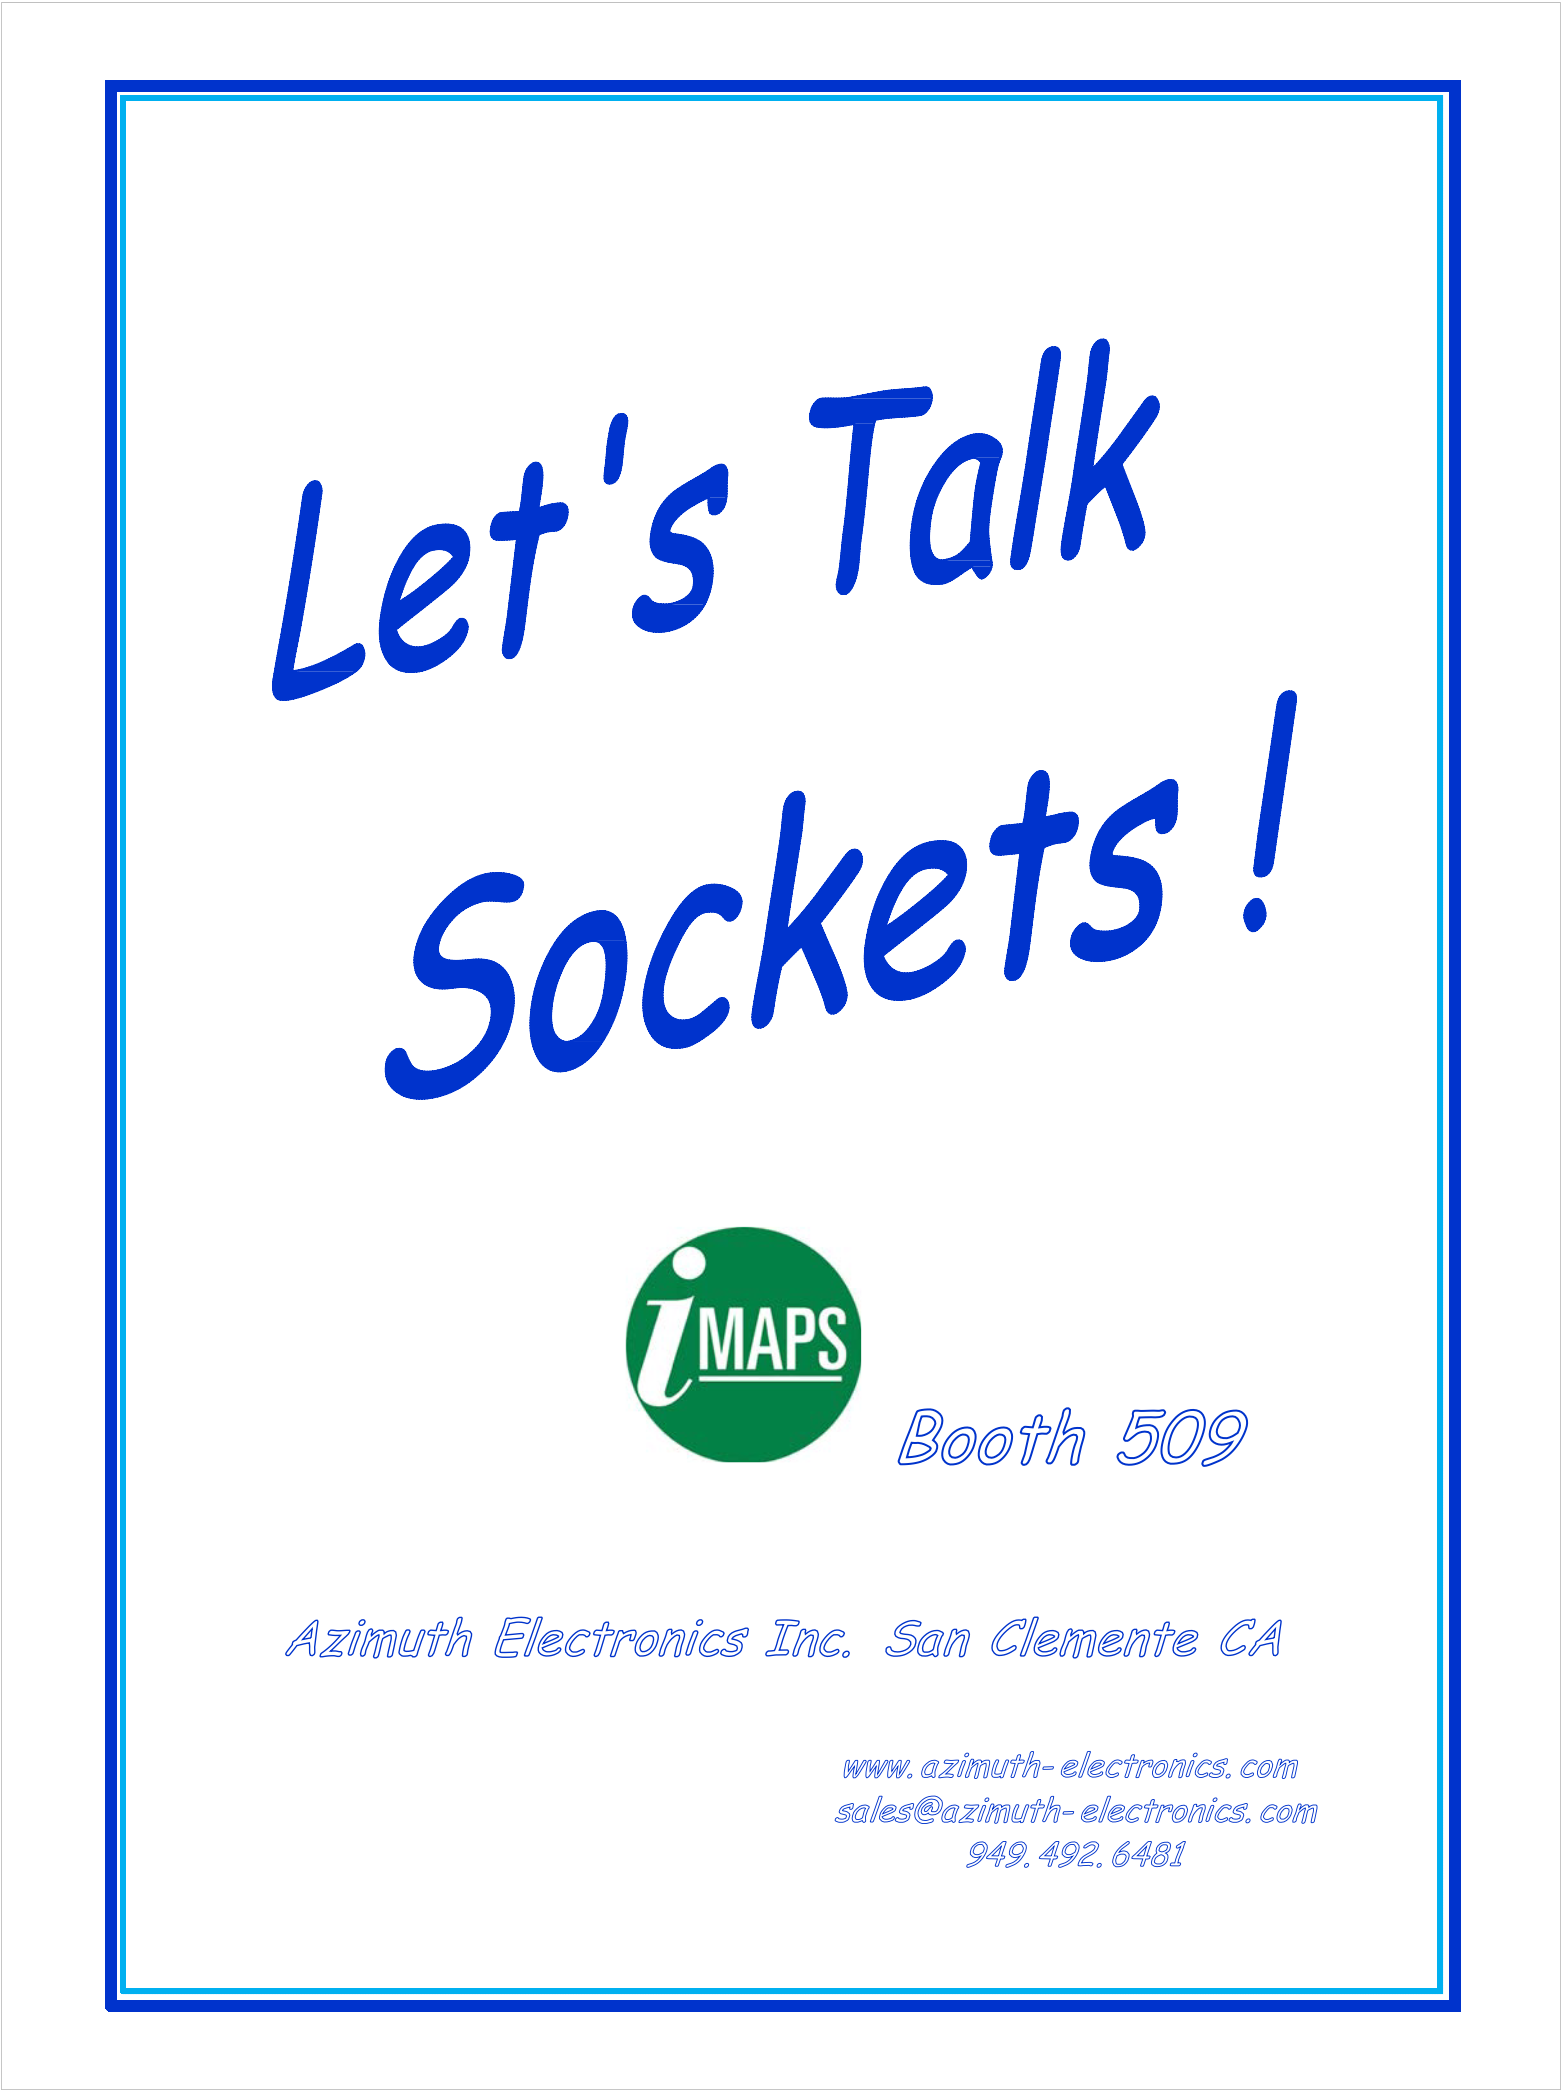 Let's Talk
Sockets !
iMAPS
Booth 509
Azimuth Electronics Inc. San Clemente CA
www.azimuth-electronics.com
sales@azimuth-electronics.com
949.492.6481